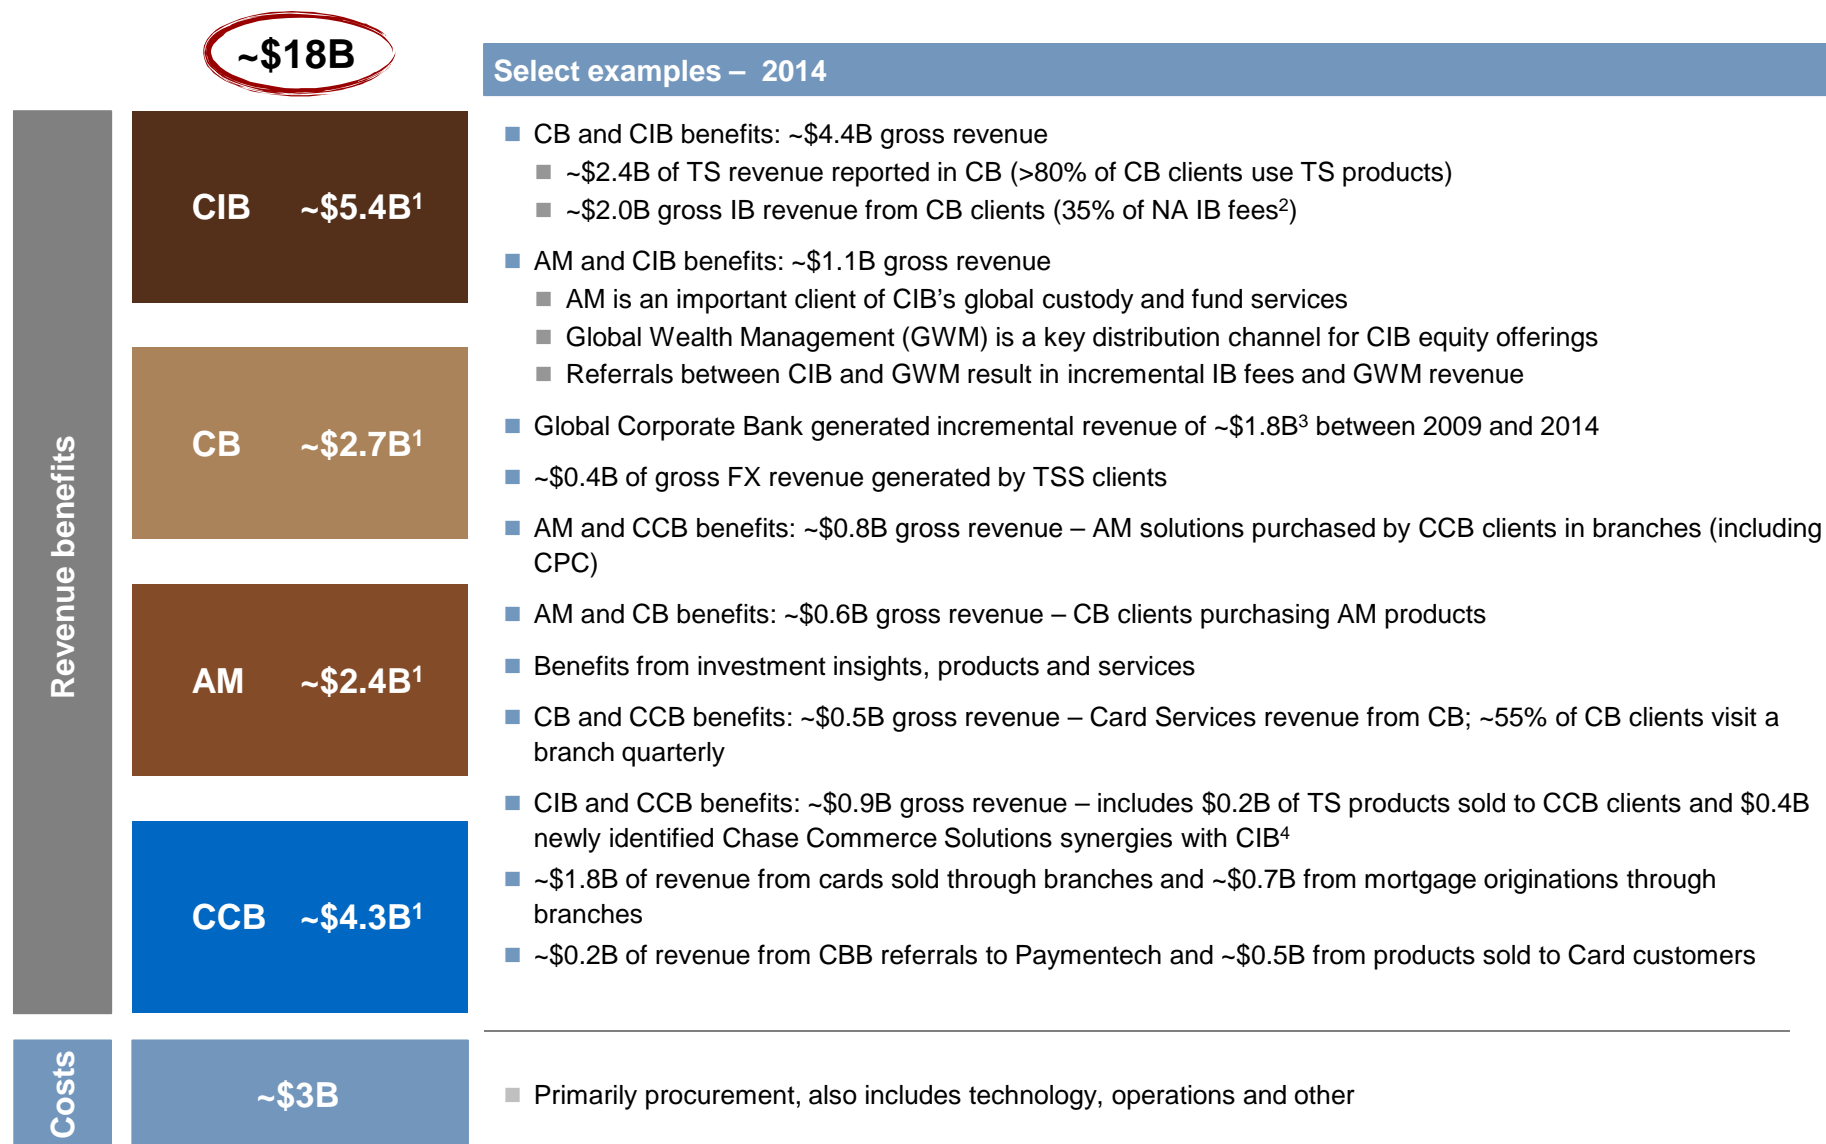 ~$18B
Select examples – 2014
Revenue benefits
CIB ~$5.4B¹
CB ~$2.7B¹
AM ~$2.4B¹
CCB ~$4.3B¹
CB and CIB benefits: ~$4.4B gross revenue
~$2.4B of TS revenue reported in CB (>80% of CB clients use TS products)
~$2.0B gross IB revenue from CB clients (35% of NA IB fees²)
AM and CIB benefits: ~$1.1B gross revenue
AM is an important client of CIB's global custody and fund services
Global Wealth Management (GWM) is a key distribution channel for CIB equity offerings
Referrals between CIB and GWM result in incremental IB fees and GWM revenue
Global Corporate Bank generated incremental revenue of ~$1.8B³ between 2009 and 2014
~$0.4B of gross FX revenue generated by TSS clients
AM and CCB benefits: ~$0.8B gross revenue – AM solutions purchased by CCB clients in branches (including
CPC)
AM and CB benefits: ~$0.6B gross revenue – CB clients purchasing AM products
Benefits from investment insights, products and services
CB and CCB benefits: ~$0.5B gross revenue – Card Services revenue from CB; ~55% of CB clients visit a
branch quarterly
CIB and CCB benefits: ~$0.9B gross revenue – includes $0.2B of TS products sold to CCB clients and $0.4B
newly identified Chase Commerce Solutions synergies with CIB⁴
~$1.8B of revenue from cards sold through branches and ~$0.7B from mortgage originations through
branches
~$0.2B of revenue from CBB referrals to Paymentech and ~$0.5B from products sold to Card customers
Costs
~$3B
Primarily procurement, also includes technology, operations and other